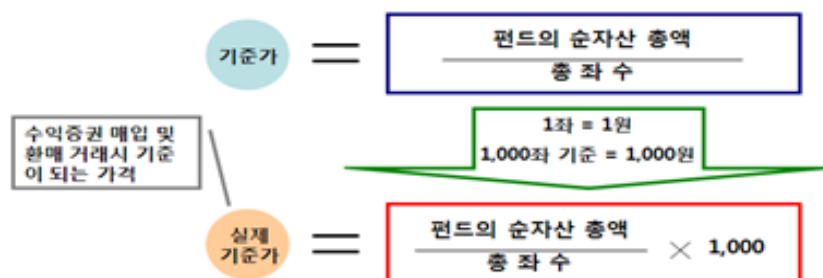 기준가
펀드의 순자산 총액
총 좌 수
1좌 = 1원
1,000좌 기준 = 1,000원
수익증권 매입 및
환매 거래시 기준
이 되는 가격
실제
기준가
펀드의 순자산 총액
총 좌 수
× 1,000